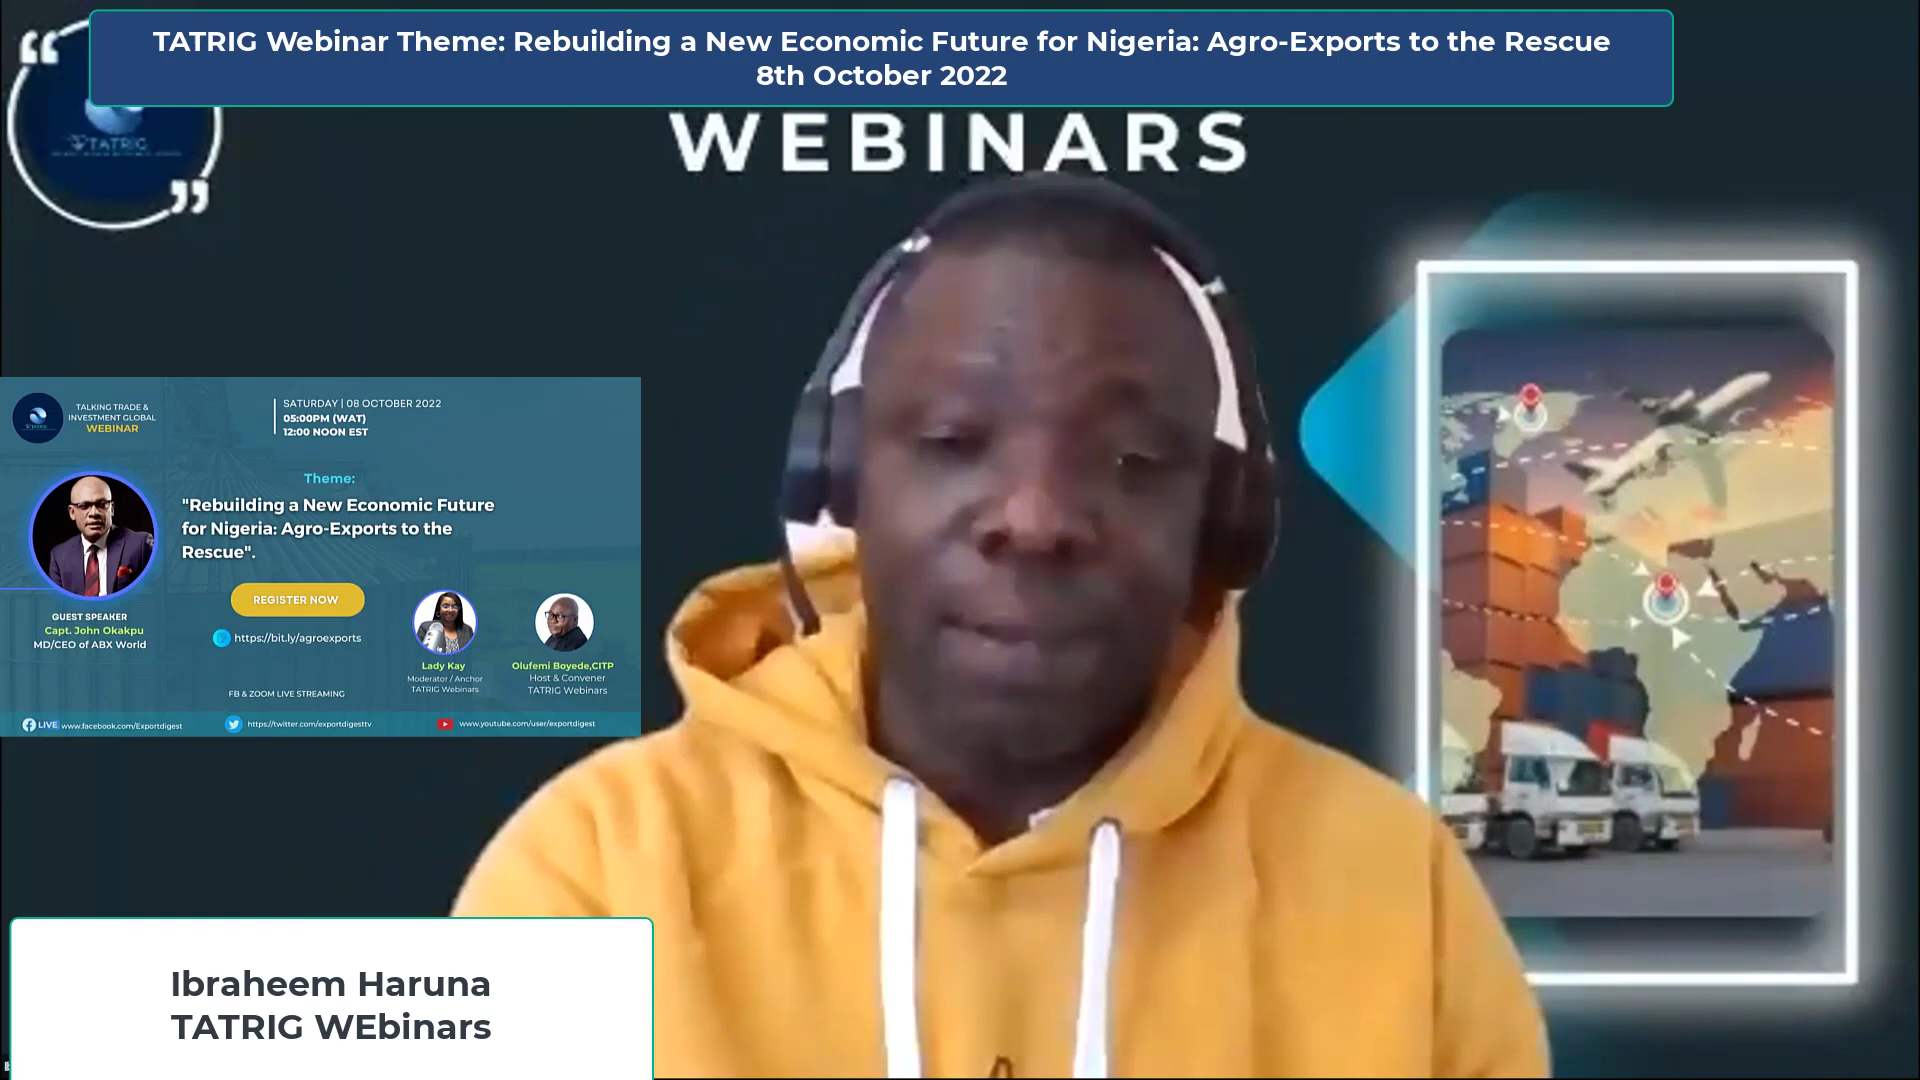 TATRIG Webinar Theme: Rebuilding a New Economic Future for Nigeria: Agro-Exports to the Rescue
8th October 2022
WEBINARS
TATRIG
TALKING TRADE &
INVESTMENT GLOBAL
WEBINAR
SATURDAY | 08 OCTOBER 2022
05:00PM (WAT)
12:00 NOON EST
Theme:
"Rebuilding a New Economic Future
for Nigeria: Agro-Exports to the
Rescue".
REGISTER NOW
https://bit.ly/agroexports
GUEST SPEAKER
Capt. John Okakpu
MD/CEO of ABX World
Lady Kay
Moderator / Anchor
TATRIG Webinars
Olufemi Boyede,CITP
Host & Convener
TATRIG Webinars
FB & ZOOM LIVE STREAMING
LIVE www.facebook.com/Exportdigest
https://twitter.com/exportdigesttv
www.youtube.com/user/exportdigest
Ibraheem Haruna
TATRIG WEbinars